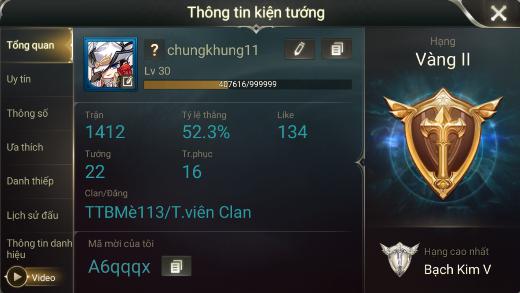 Thông tin kiện tướng
Tổng quan
Uy tín
Thông số
Ưa thích
Danh thiếp
Lịch sử đấu
Thông tin danh
hiệu
Video
? chungkhung11
Lv 30
407616/999999
Trận
Tỷ lệ thắng
Like
1412
52.3%
134
Tướng
Tr.phục
22
16
Clan/Đẳng
TTBMè113/T.viên Clan
Mã mời của tôi
A6qqqx
Hạng
Vàng II
Hạng cao nhất
Bạch Kim V